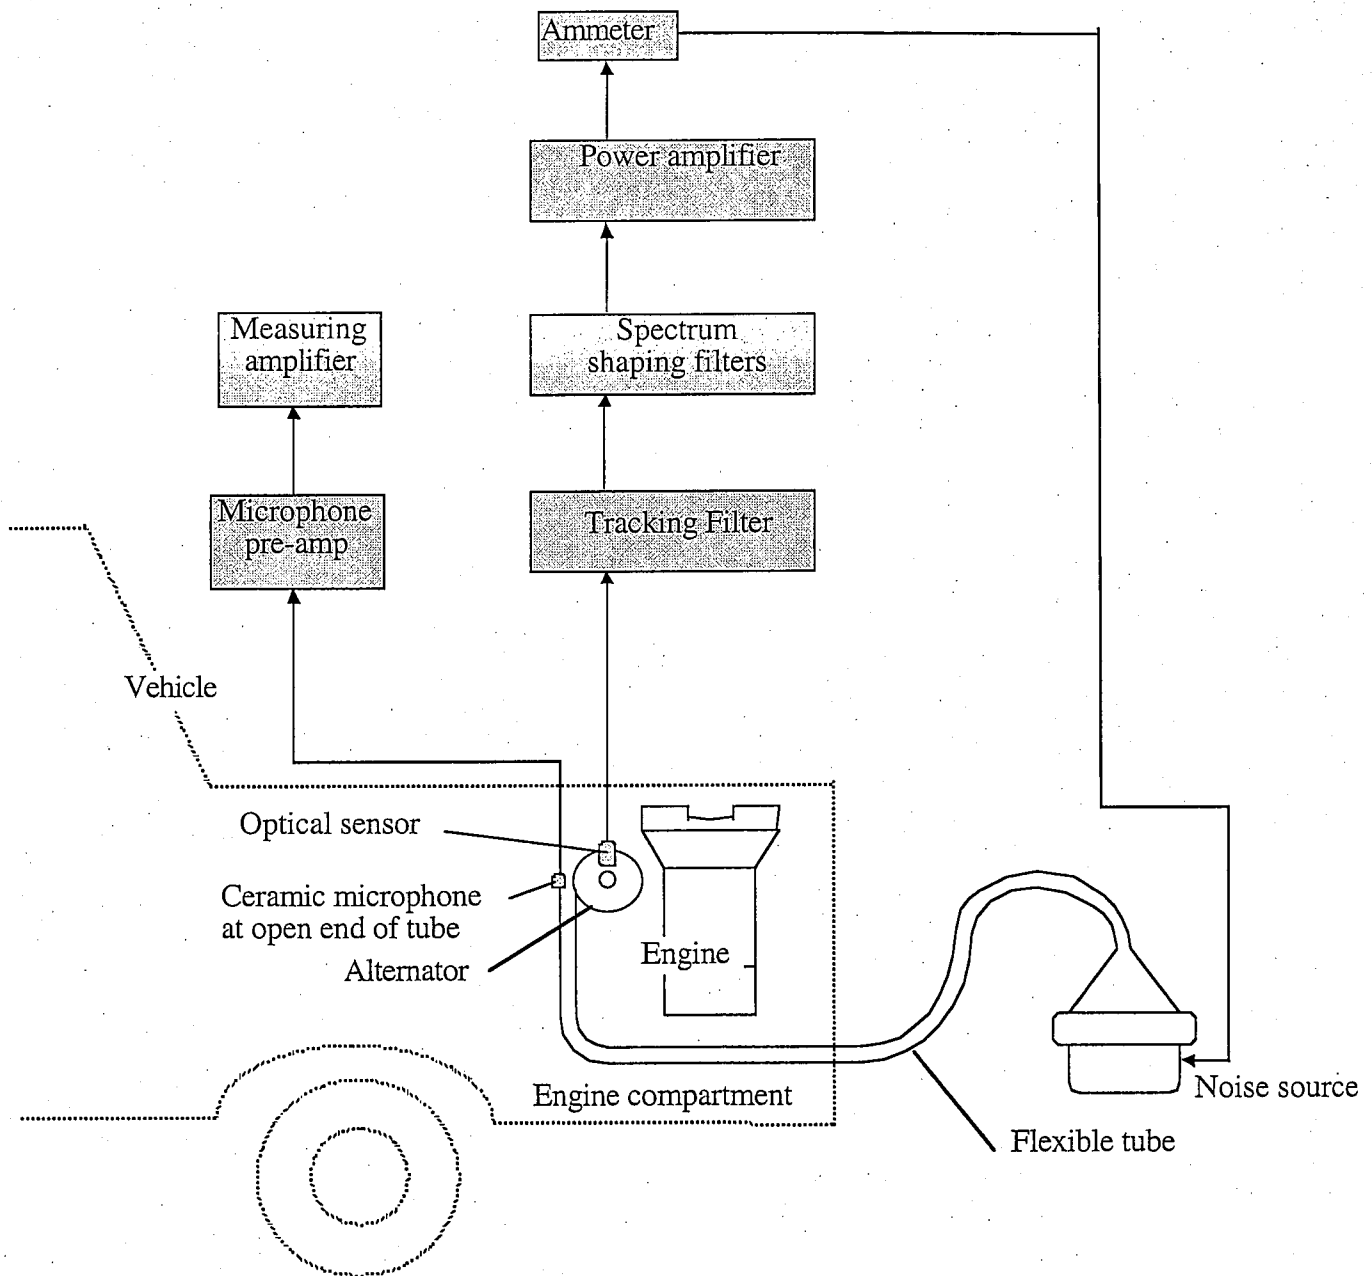 Ammeter
Power amplifier
Measuring
amplifier
Spectrum
shaping filters
Microphone
pre-amp
Tracking Filter
Vehicle
Optical sensor
Ceramic microphone
at open end of tube
Alternator
Engine
Engine compartment
Noise source
Flexible tube